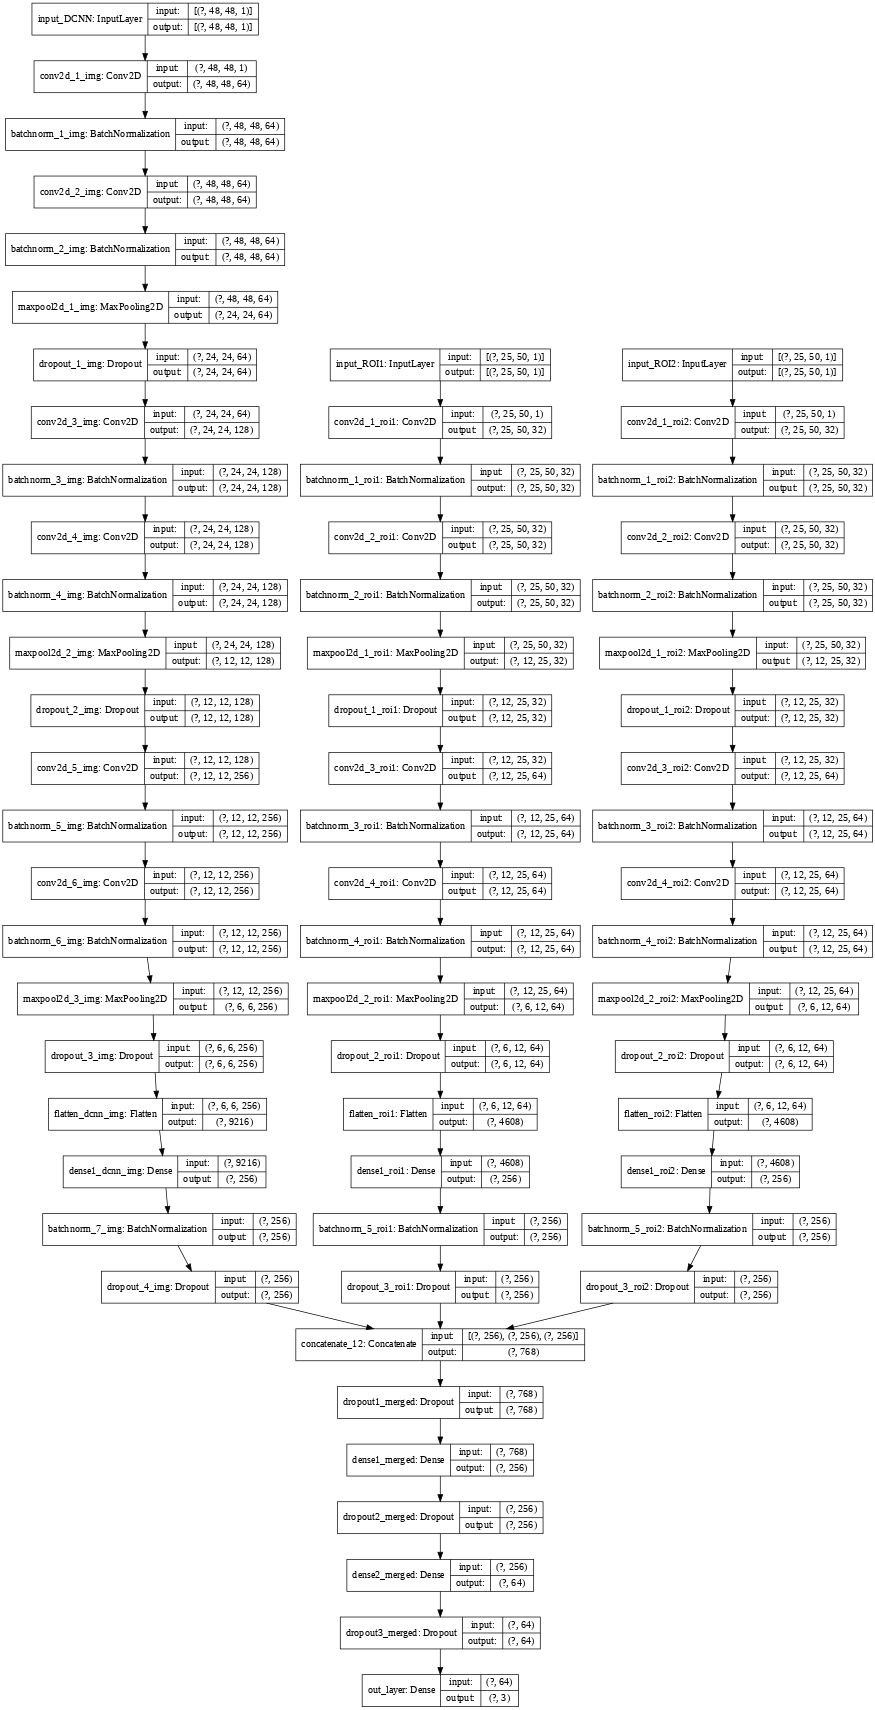 input_DCNN: InputLayer
input: [(?, 48, 48, 1)]
output: [(?, 48, 48, 1)]
conv2d_1_img: Conv2D
input: (?, 48, 48, 1)
output: (?, 48, 48, 64)
batchnorm_1_img: BatchNormalization
input: (?, 48, 48, 64)
output: (?, 48, 48, 64)
conv2d_2_img: Conv2D
input: (?, 48, 48, 64)
output: (?, 48, 48, 64)
batchnorm_2_img: BatchNormalization
input: (?, 48, 48, 64)
output: (?, 48, 48, 64)
maxpool2d_1_img: MaxPooling2D
input: (?, 48, 48, 64)
output: (?, 24, 24, 64)
dropout_1_img: Dropout
input: (?, 24, 24, 64)
output: (?, 24, 24, 64)
conv2d_3_img: Conv2D
input: (?, 24, 24, 64)
output: (?, 24, 24, 128)
batchnorm_3_img: BatchNormalization
input: (?, 24, 24, 128)
output: (?, 24, 24, 128)
conv2d_4_img: Conv2D
input: (?, 24, 24, 128)
output: (?, 24, 24, 128)
batchnorm_4_img: BatchNormalization
input: (?, 24, 24, 128)
output: (?, 24, 24, 128)
maxpool2d_2_img: MaxPooling2D
input: (?, 24, 24, 128)
output: (?, 12, 12, 128)
dropout_2_img: Dropout
input: (?, 12, 12, 128)
output: (?, 12, 12, 128)
conv2d_5_img: Conv2D
input: (?, 12, 12, 128)
output: (?, 12, 12, 256)
batchnorm_5_img: BatchNormalization
input: (?, 12, 12, 256)
output: (?, 12, 12, 256)
conv2d_6_img: Conv2D
input: (?, 12, 12, 256)
output: (?, 12, 12, 256)
batchnorm_6_img: BatchNormalization
input: (?, 12, 12, 256)
output: (?, 12, 12, 256)
maxpool2d_3_img: MaxPooling2D
input: (?, 12, 12, 256)
output: (?, 6, 6, 256)
dropout_3_img: Dropout
input: (?, 6, 6, 256)
output: (?, 6, 6, 256)
flatten_dcnn_img: Flatten
input: (?, 6, 6, 256)
output: (?, 9216)
dense1_dcnn_img: Dense
input: (?, 9216)
output: (?, 256)
batchnorm_7_img: BatchNormalization
input: (?, 256)
output: (?, 256)
dropout_4_img: Dropout
input: (?, 256)
output: (?, 256)
input_ROI1: InputLayer
input: [(?, 25, 50, 1)]
output: [(?, 25, 50, 1)]
conv2d_1_roi1: Conv2D
input: (?, 25, 50, 1)
output: (?, 25, 50, 32)
batchnorm_1_roi1: BatchNormalization
input: (?, 25, 50, 32)
output: (?, 25, 50, 32)
conv2d_2_roi1: Conv2D
input: (?, 25, 50, 32)
output: (?, 25, 50, 32)
batchnorm_2_roi1: BatchNormalization
input: (?, 25, 50, 32)
output: (?, 25, 50, 32)
maxpool2d_1_roi1: MaxPooling2D
input: (?, 25, 50, 32)
output: (?, 12, 25, 32)
dropout_1_roi1: Dropout
input: (?, 12, 25, 32)
output: (?, 12, 25, 32)
conv2d_3_roi1: Conv2D
input: (?, 12, 25, 32)
output: (?, 12, 25, 64)
batchnorm_3_roi1: BatchNormalization
input: (?, 12, 25, 64)
output: (?, 12, 25, 64)
conv2d_4_roi1: Conv2D
input: (?, 12, 25, 64)
output: (?, 12, 25, 64)
batchnorm_4_roi1: BatchNormalization
input: (?, 12, 25, 64)
output: (?, 12, 25, 64)
maxpool2d_2_roi1: MaxPooling2D
input: (?, 12, 25, 64)
output: (?, 6, 12, 64)
dropout_2_roi1: Dropout
input: (?, 6, 12, 64)
output: (?, 6, 12, 64)
flatten_roi1: Flatten
input: (?, 6, 12, 64)
output: (?, 4608)
dense1_roi1: Dense
input: (?, 4608)
output: (?, 256)
batchnorm_5_roi1: BatchNormalization
input: (?, 256)
output: (?, 256)
dropout_3_roi1: Dropout
input: (?, 256)
output: (?, 256)
input_ROI2: InputLayer
input: [(?, 25, 50, 1)]
output: [(?, 25, 50, 1)]
conv2d_1_roi2: Conv2D
input: (?, 25, 50, 1)
output: (?, 25, 50, 32)
batchnorm_1_roi2: BatchNormalization
input: (?, 25, 50, 32)
output: (?, 25, 50, 32)
conv2d_2_roi2: Conv2D
input: (?, 25, 50, 32)
output: (?, 25, 50, 32)
batchnorm_2_roi2: BatchNormalization
input: (?, 25, 50, 32)
output: (?, 25, 50, 32)
maxpool2d_1_roi2: MaxPooling2D
input: (?, 25, 50, 32)
output: (?, 12, 25, 32)
dropout_1_roi2: Dropout
input: (?, 12, 25, 32)
output: (?, 12, 25, 32)
conv2d_3_roi2: Conv2D
input: (?, 12, 25, 32)
output: (?, 12, 25, 64)
batchnorm_3_roi2: BatchNormalization
input: (?, 12, 25, 64)
output: (?, 12, 25, 64)
conv2d_4_roi2: Conv2D
input: (?, 12, 25, 64)
output: (?, 12, 25, 64)
batchnorm_4_roi2: BatchNormalization
input: (?, 12, 25, 64)
output: (?, 12, 25, 64)
maxpool2d_2_roi2: MaxPooling2D
input: (?, 12, 25, 64)
output: (?, 6, 12, 64)
dropout_2_roi2: Dropout
input: (?, 6, 12, 64)
output: (?, 6, 12, 64)
flatten_roi2: Flatten
input: (?, 6, 12, 64)
output: (?, 4608)
dense1_roi2: Dense
input: (?, 4608)
output: (?, 256)
batchnorm_5_roi2: BatchNormalization
input: (?, 256)
output: (?, 256)
dropout_3_roi2: Dropout
input: (?, 256)
output: (?, 256)
concatenate_12: Concatenate
input: [(?, 256), (?, 256), (?, 256)]
output: (?, 768)
dropout1_merged: Dropout
input: (?, 768)
output: (?, 768)
dense1_merged: Dense
input: (?, 768)
output: (?, 256)
dropout2_merged: Dropout
input: (?, 256)
output: (?, 256)
dense2_merged: Dense
input: (?, 256)
output: (?, 64)
dropout3_merged: Dropout
input: (?, 64)
output: (?, 64)
out_layer: Dense
input: (?, 64)
output: (?, 3)